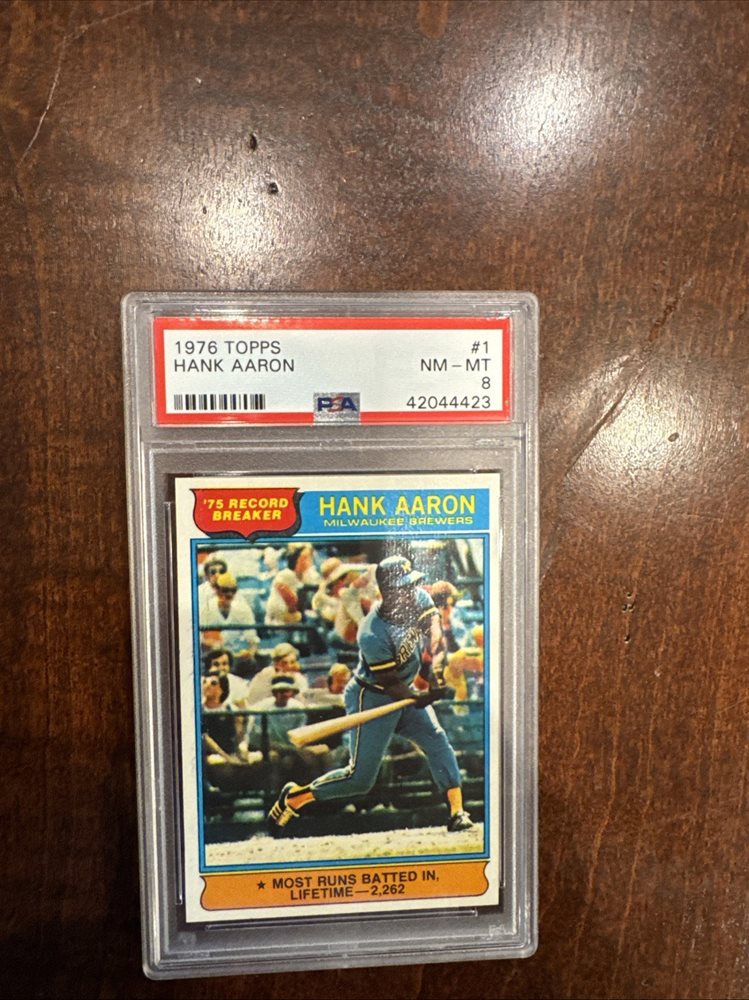 1976 TOPPS #1
HANK AARON NM – MT
8
PSA 42044423
'75 RECORD
BREAKER
HANK AARON
MILWAUKEE BREWERS
★ MOST RUNS BATTED IN,
LIFETIME—2,262